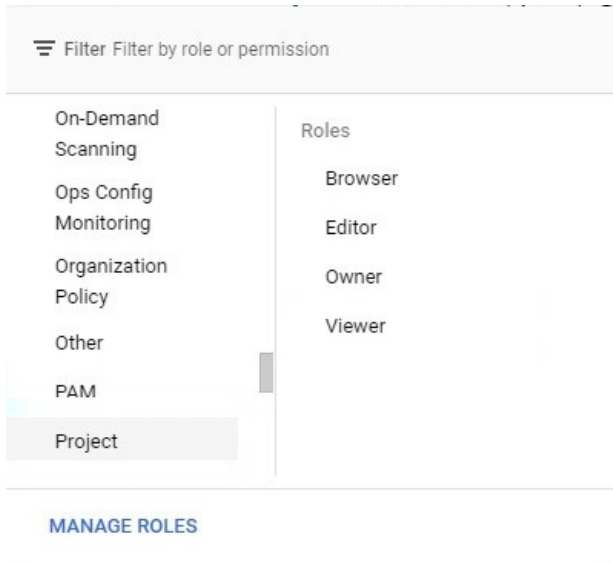 Filter Filter by role or permission
On-Demand
Scanning
Ops Config
Monitoring
Organization
Policy
Other
PAM
Project
Roles
Browser
Editor
Owner
Viewer
MANAGE ROLES